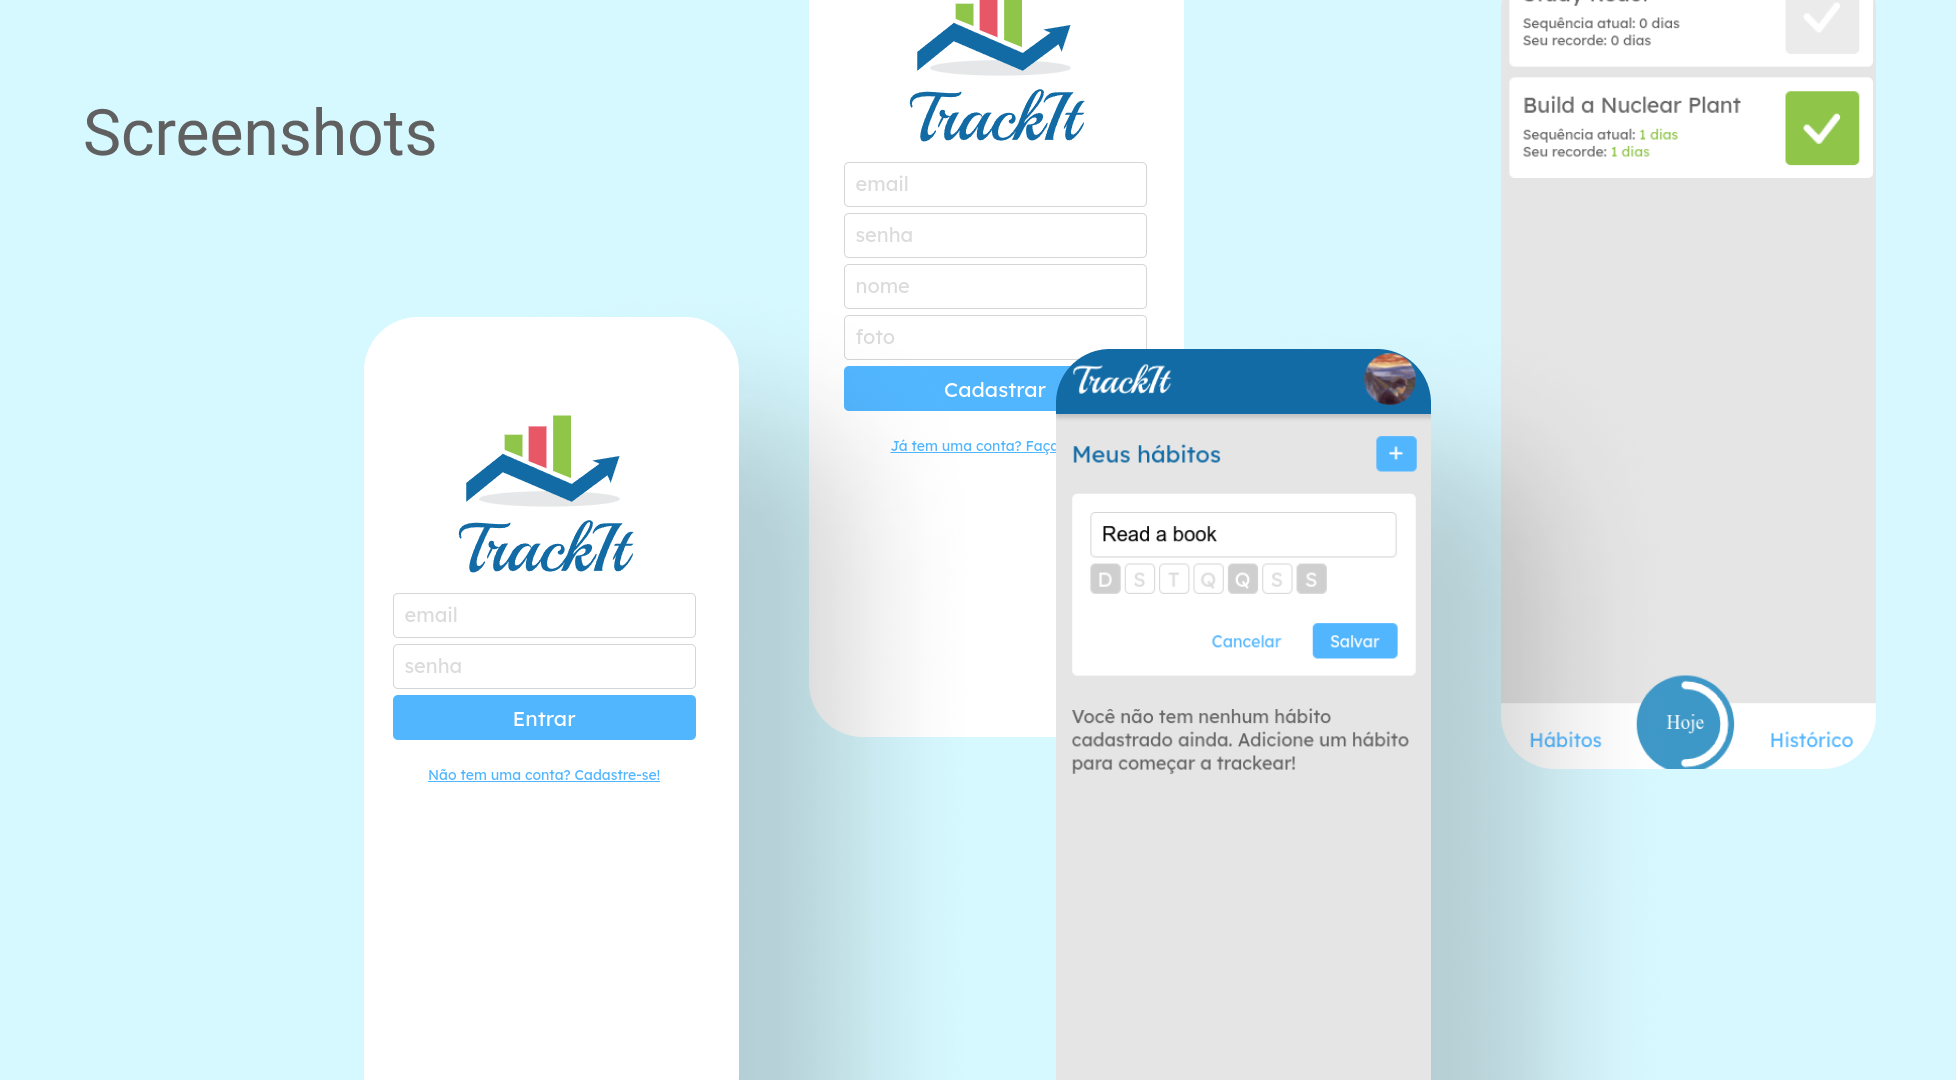 Screenshots
TrackIt
email
senha
Entrar
Não tem uma conta? Cadastre-se!
TrackIt
email
senha
nome
foto
Cadastrar
Já tem uma conta?
TrackIt
Meus hábitos
+
Read a book
D S T Q Q S S
Cancelar
Salvar
Você não tem nenhum hábito
cadastrado ainda. Adicione um hábito
para começar a trackear!
Sequência atual: 0 dias
Seu recorde: 0 dias
Build a Nuclear Plant
Sequência atual: 1 dias
Seu recorde: 1 dias
Hábitos
Hoje
Histórico